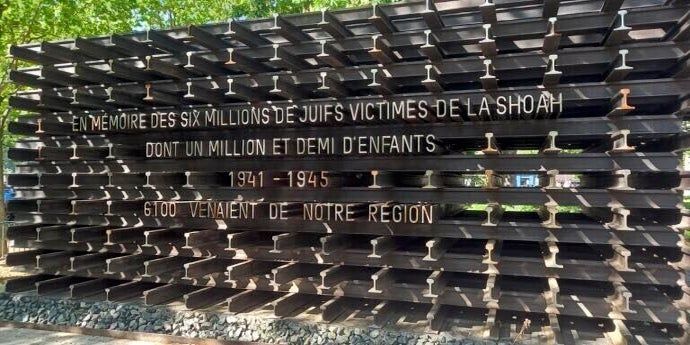 EN MÉMOIRE DES SIX MILLIONS DE JUIFS VICTIMES DE LA SHOAH
DONT UN MILLION ET DEMI D'ENFANTS
1941 - 1945
6100 VENAIENT DE NOTRE RÉGION